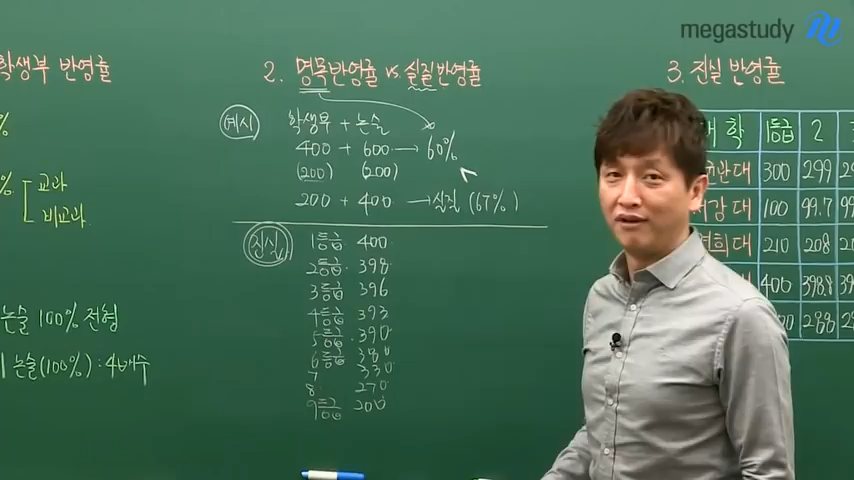 megastudy
학생부 반영률
%
%
교과
비교과
논술 100% 전형
논술(100%) : 4배수
2. 명목반영률 vs. 실질반영률
예시
학생부 + 논술
400 + 600 → 60%
(200) (200)
200 + 400 → 실질 (67%)
진실
1등급 400
2등급 398
3등급 396
4등급 393
5등급 390
6등급 380
7 330
8 270
9등급 200
3. 진실 반영률
대학 1등급 2
대 300 299
서강대 100 99.7
경희대 210 208
400 398.8
288